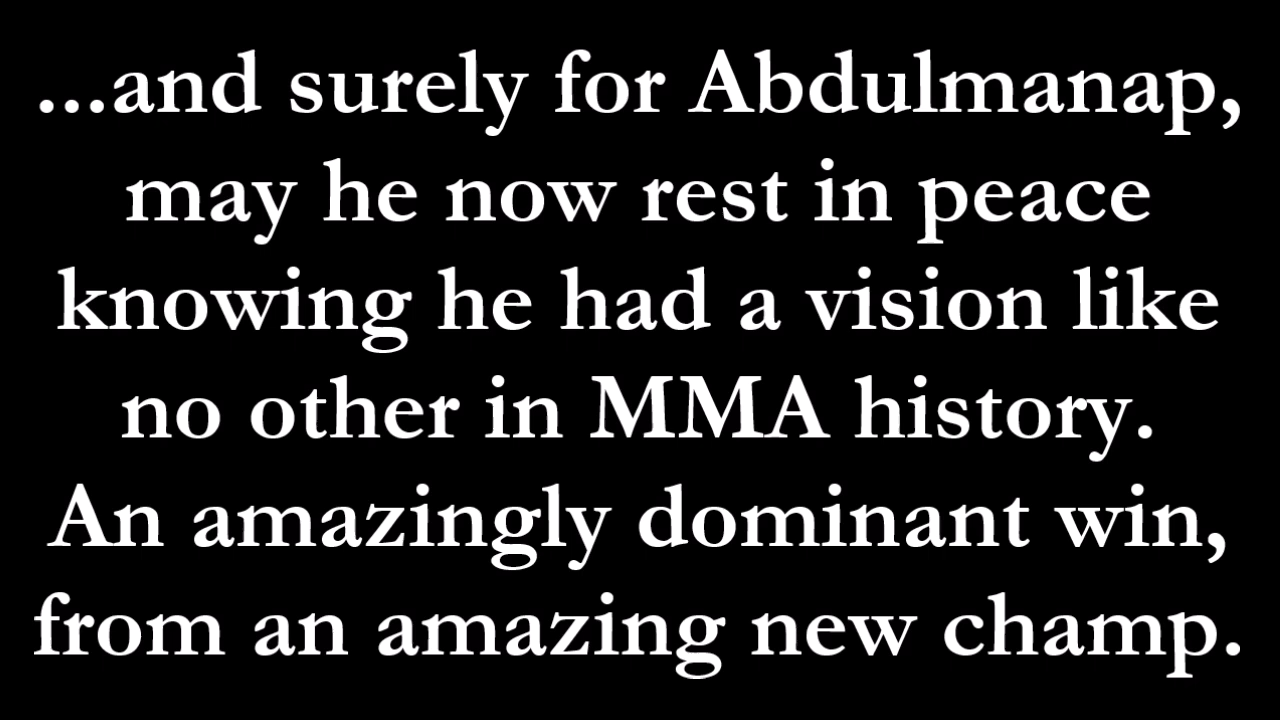 ...and surely for Abdulmanap,
may he now rest in peace
knowing he had a vision like
no other in MMA history.
An amazingly dominant win,
from an amazing new champ.